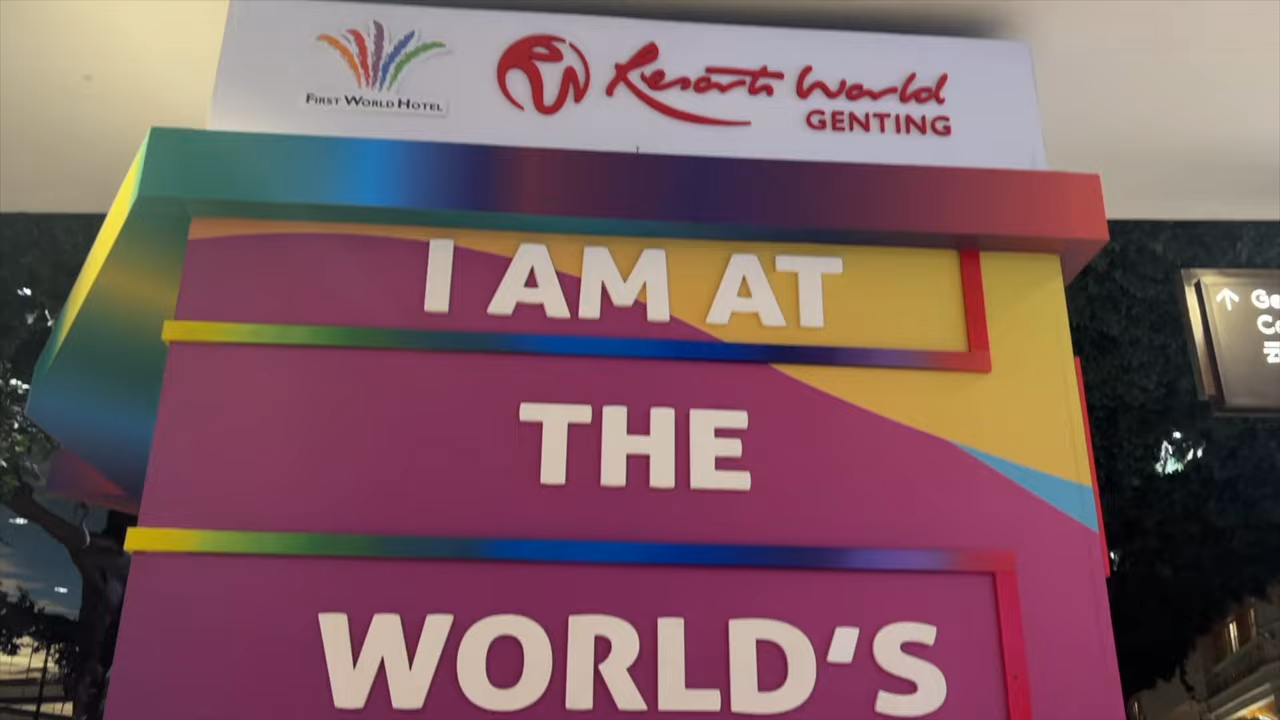 First World Hotel
Resorts World
GENTING
I AM AT
THE
WORLD'S